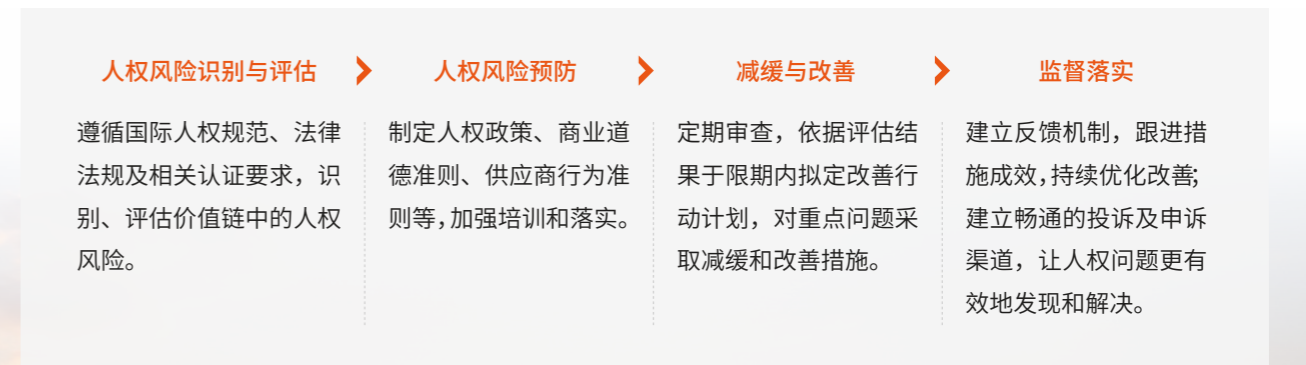 人权风险识别与评估
遵循国际人权规范、法律
法规及相关认证要求，识
别、评估价值链中的人权
风险。
人权风险预防
制定人权政策、商业道
德准则、供应商行为准
则等，加强培训和落实。
减缓与改善
定期审查，依据评估结
果于限期内拟定改善行
动计划，对重点问题采
取减缓和改善措施。
监督落实
建立反馈机制，跟进措
施成效，持续优化改善；
建立畅通的投诉及申诉
渠道，让人权问题更有
效地发现和解决。